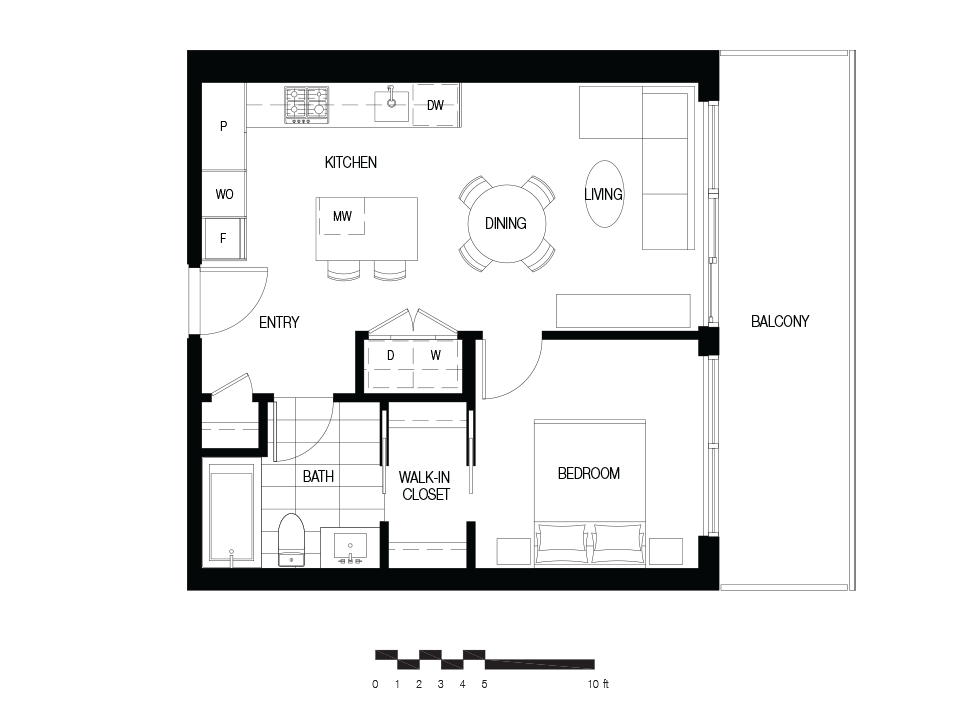 DW
P
KITCHEN
WO
MW
LIVING
DINING
F
ENTRY
BALCONY
D W
BATH
WALK-IN
CLOSET
BEDROOM
0 1 2 3 4 5 10 ft